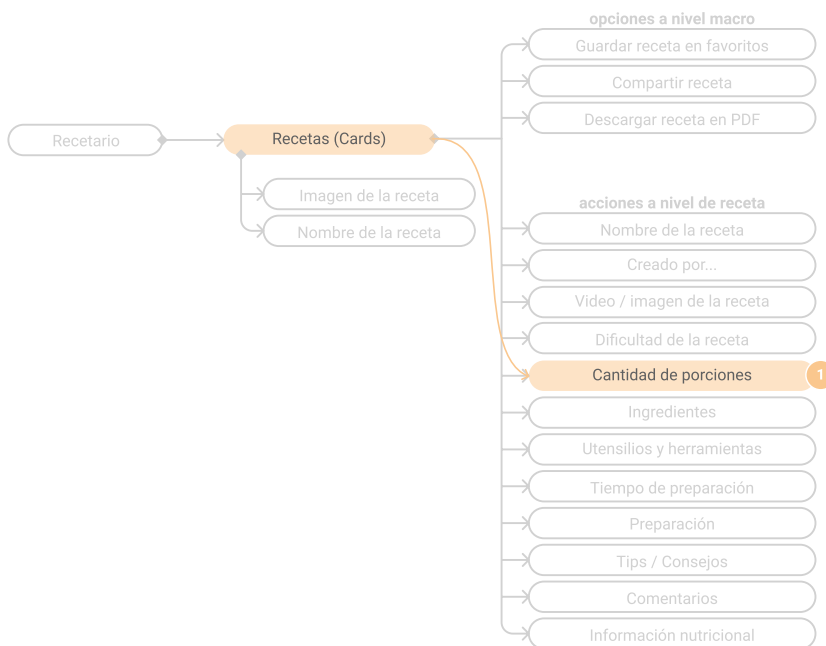 Recetario
Recetas (Cards)
Imagen de la receta
Nombre de la receta
opciones a nivel macro
Guardar receta en favoritos
Compartir receta
Descargar receta en PDF
acciones a nivel de receta
Nombre de la receta
Creado por...
Video / imagen de la receta
Dificultad de la receta
Cantidad de porciones
1
Ingredientes
Utensilios y herramientas
Tiempo de preparación
Preparación
Tips / Consejos
Comentarios
Información nutricional